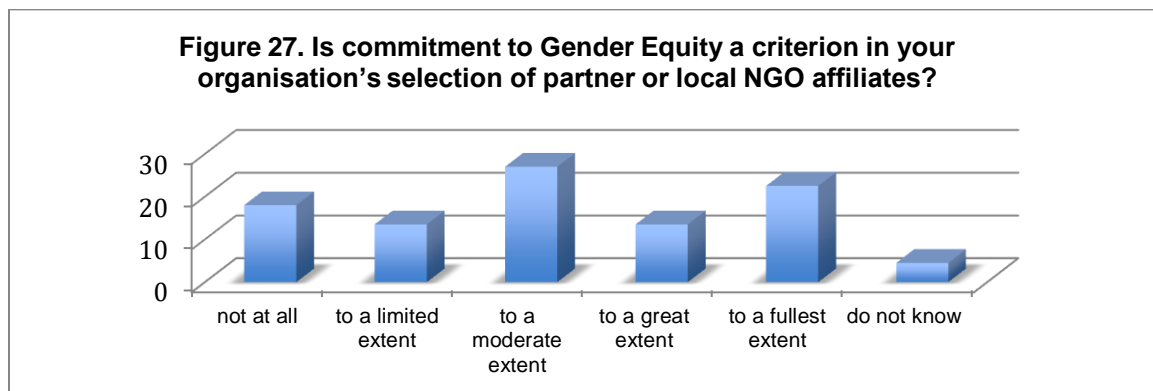 Figure 27. Is commitment to Gender Equity a criterion in your
organisation’s selection of partner or local NGO affiliates?
30
20
10
0
not at all
to a limited
extent
to a
moderate
extent
to a great
extent
to a fullest
extent
do not know